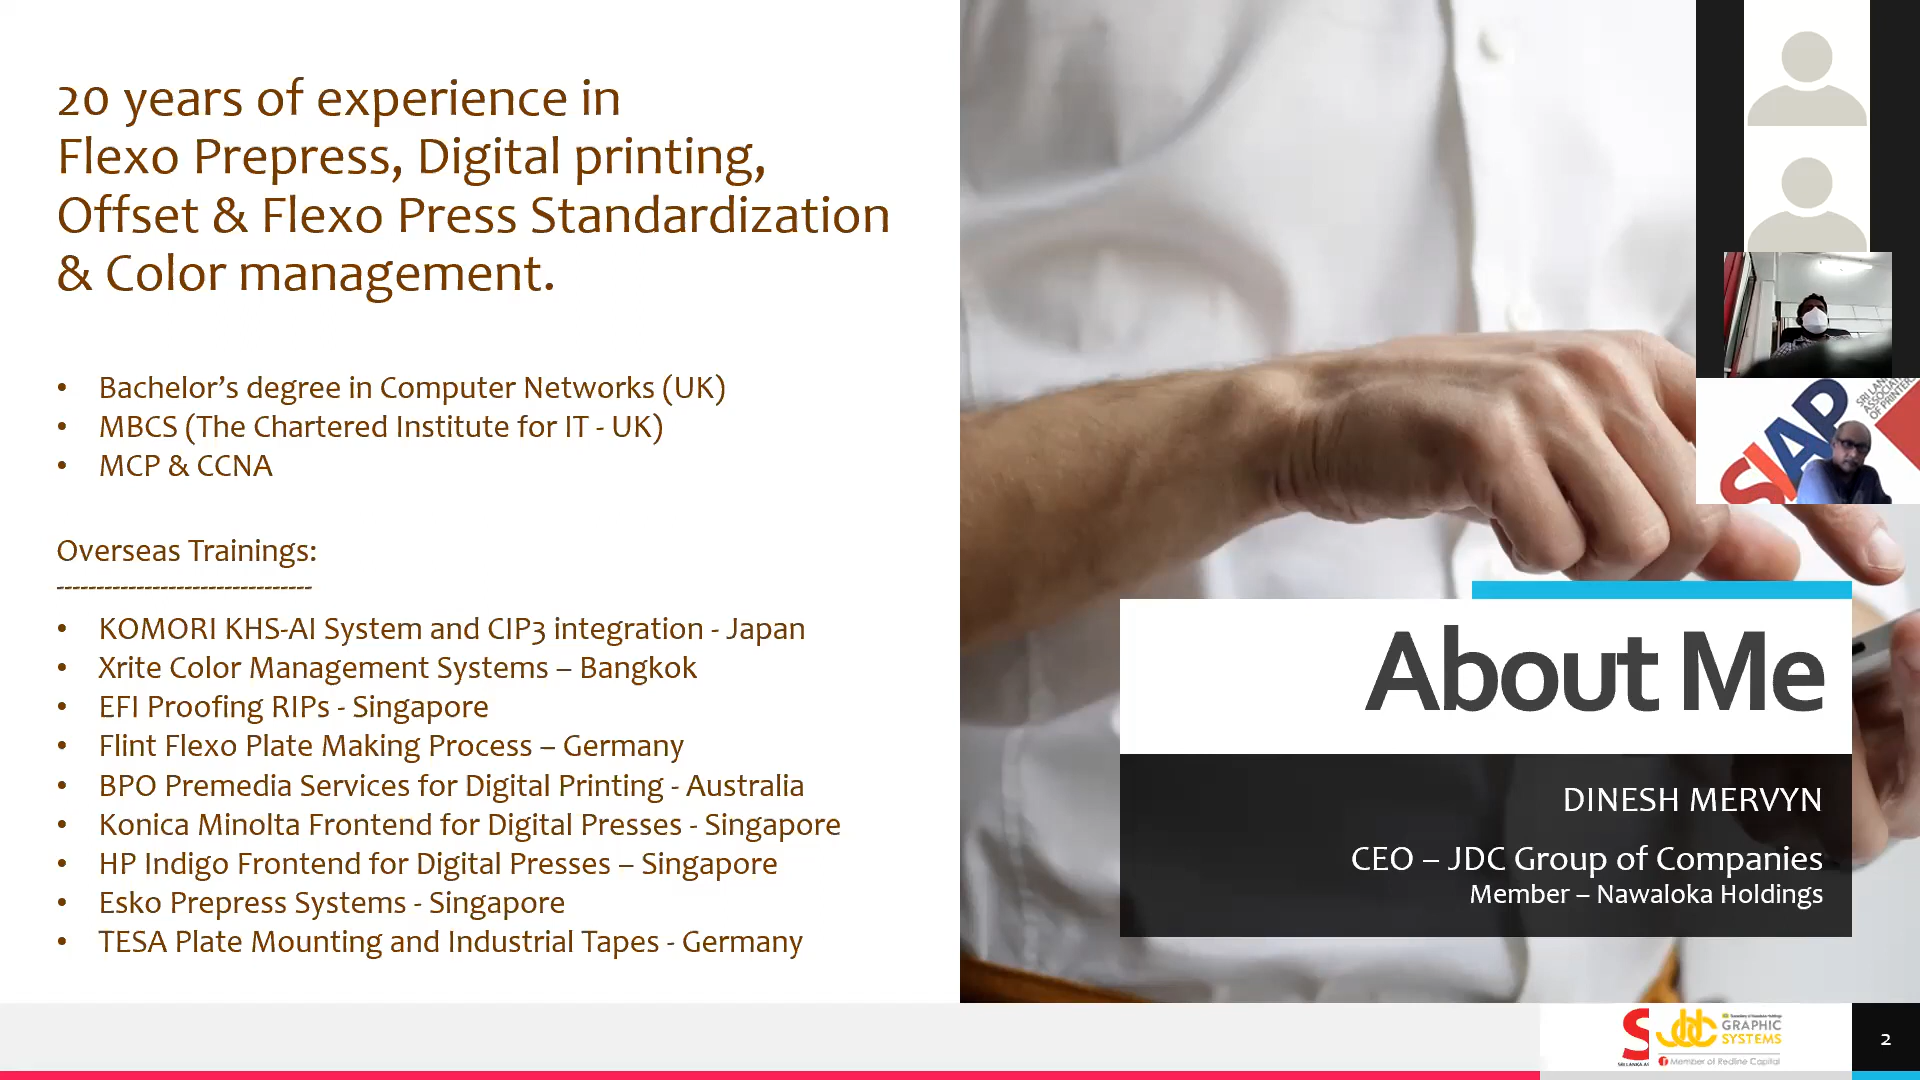 20 years of experience in
Flexo Prepress, Digital printing,
Offset & Flexo Press Standardization
& Color management.
• Bachelor’s degree in Computer Networks (UK)
• MBCS (The Chartered Institute for IT - UK)
• MCP & CCNA
Overseas Trainings:
--------------------------------
• KOMORI KHS-AI System and CIP3 integration - Japan
• Xrite Color Management Systems – Bangkok
• EFI Proofing RIPs - Singapore
• Flint Flexo Plate Making Process – Germany
• BPO Premedia Services for Digital Printing - Australia
• Konica Minolta Frontend for Digital Presses - Singapore
• HP Indigo Frontend for Digital Presses – Singapore
• Esko Prepress Systems - Singapore
• TESA Plate Mounting and Industrial Tapes - Germany
SLAP
About Me
DINESH MERVYN
CEO – JDC Group of Companies
Member – Nawaloka Holdings
S
JDC
GRAPHIC
SYSTEMS
Member of Redline Capital
2